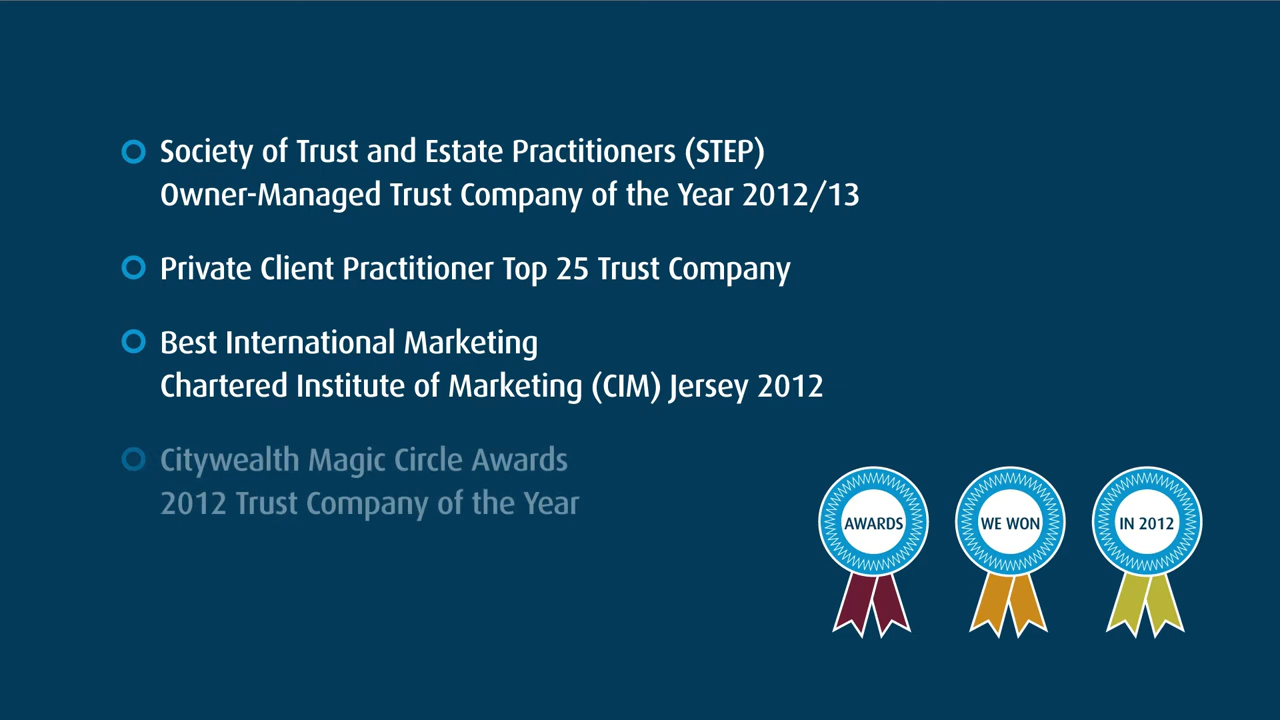 Society of Trust and Estate Practitioners (STEP)
Owner-Managed Trust Company of the Year 2012/13
Private Client Practitioner Top 25 Trust Company
Best International Marketing
Chartered Institute of Marketing (CIM) Jersey 2012
Citywealth Magic Circle Awards
2012 Trust Company of the Year
AWARDS
WE WON
IN 2012